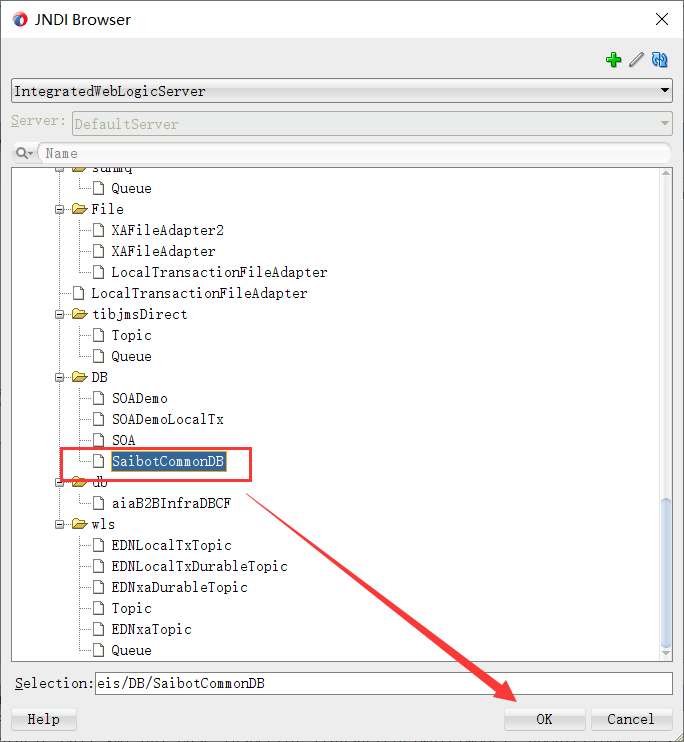 JNDI Browser
IntegratedWebLogicServer
Server: DefaultServer
Name
sunmq
Queue
File
XAFileAdapter2
XAFileAdapter
LocalTransactionFileAdapter
LocalTransactionFileAdapter
tibjmsDirect
Topic
Queue
DB
SOADemo
SOADemoLocalTx
SOA
SaibotCommonDB
db
aiaB2BInfraDBCF
wls
EDNLocalTxTopic
EDNLocalTxDurableTopic
EDNxaDurableTopic
Topic
EDNxaTopic
Queue
Selection: eis/DB/SaibotCommonDB
Help OK Cancel